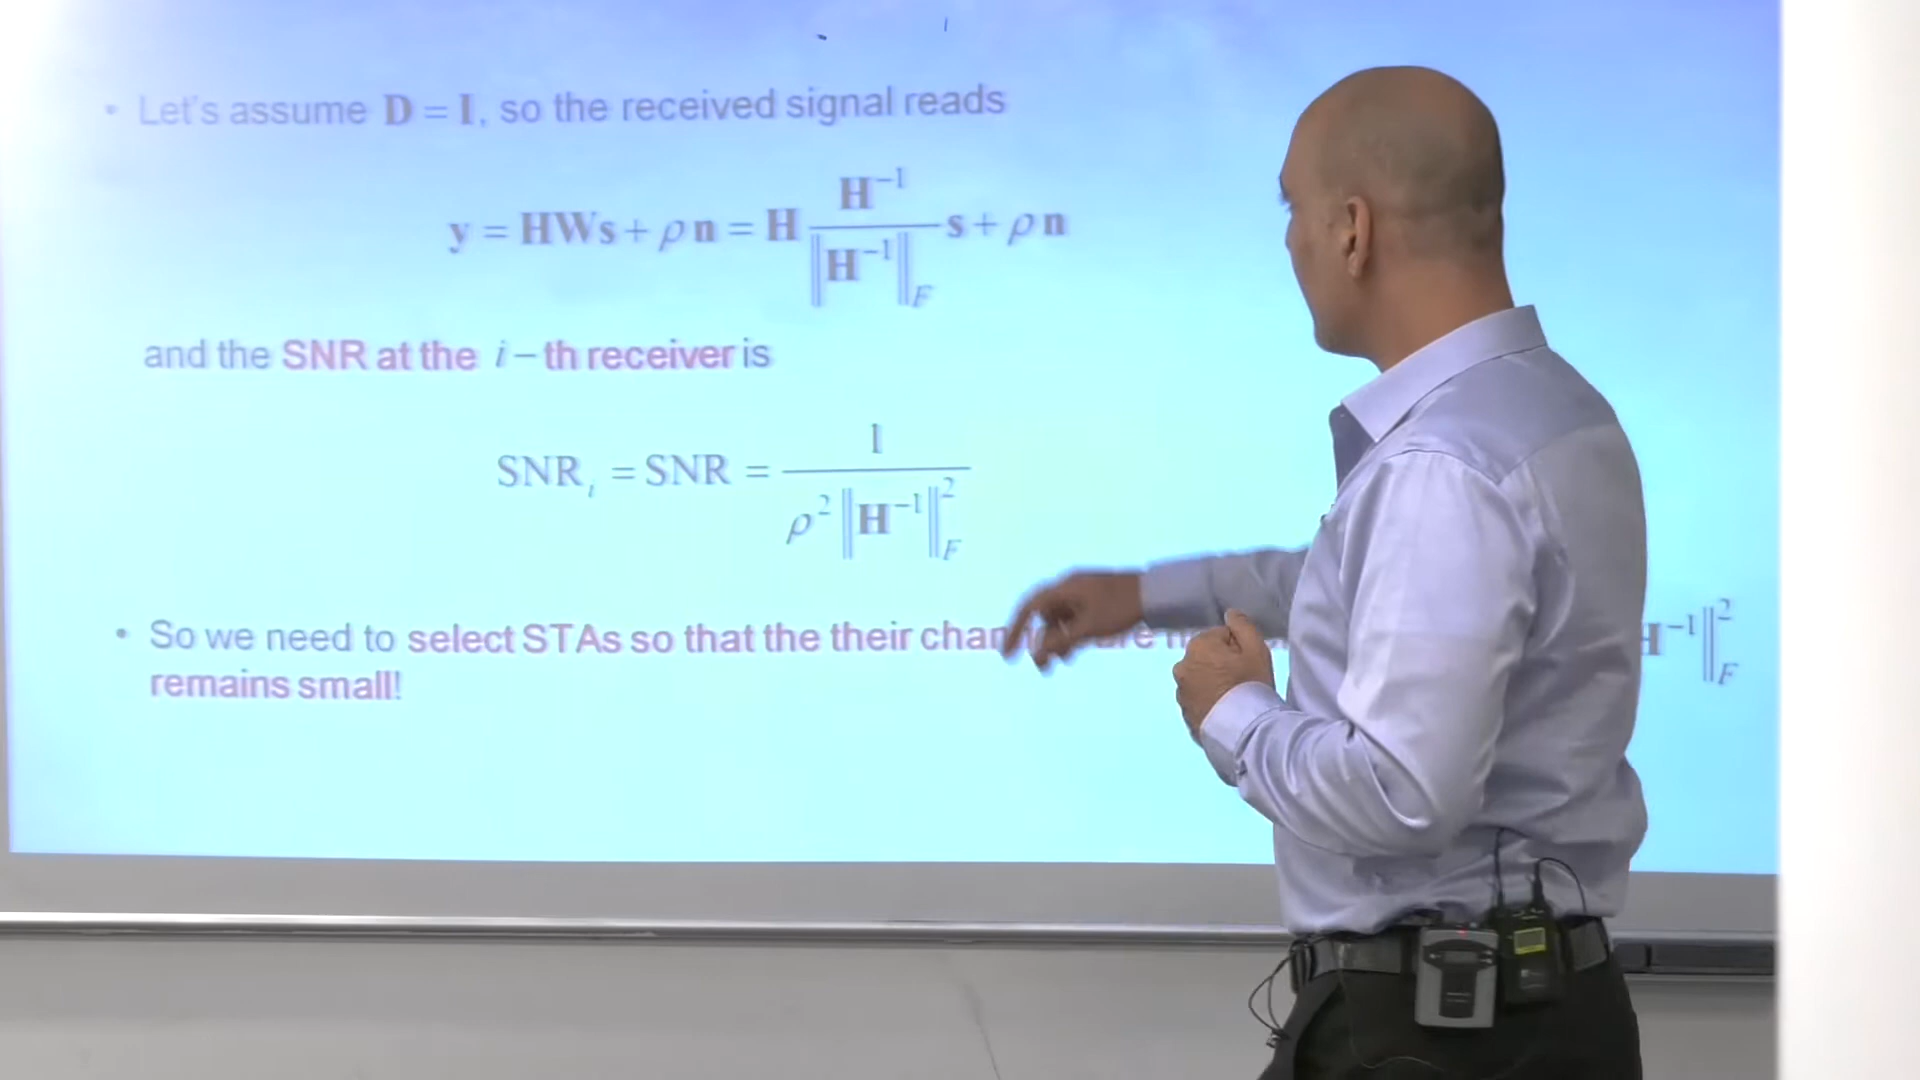 • Let's assume D = I, so the received signal reads
y = HWs + ρn = H H⁻¹ / ‖H⁻¹‖_F s + ρn
and the SNR at the i – th receiver is
SNR_i = SNR = 1 / ρ² ‖H⁻¹‖²_F
• So we need to select STAs so that the their are H⁻¹‖²_F
remains small!